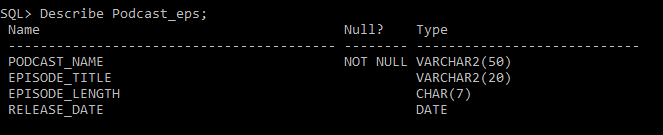 SQL> Describe Podcast_eps;
Name Null? Type
----------------------------------------- -------- ----------------------------
PODCAST_NAME NOT NULL VARCHAR2(50)
EPISODE_TITLE VARCHAR2(20)
EPISODE_LENGTH CHAR(7)
RELEASE_DATE DATE